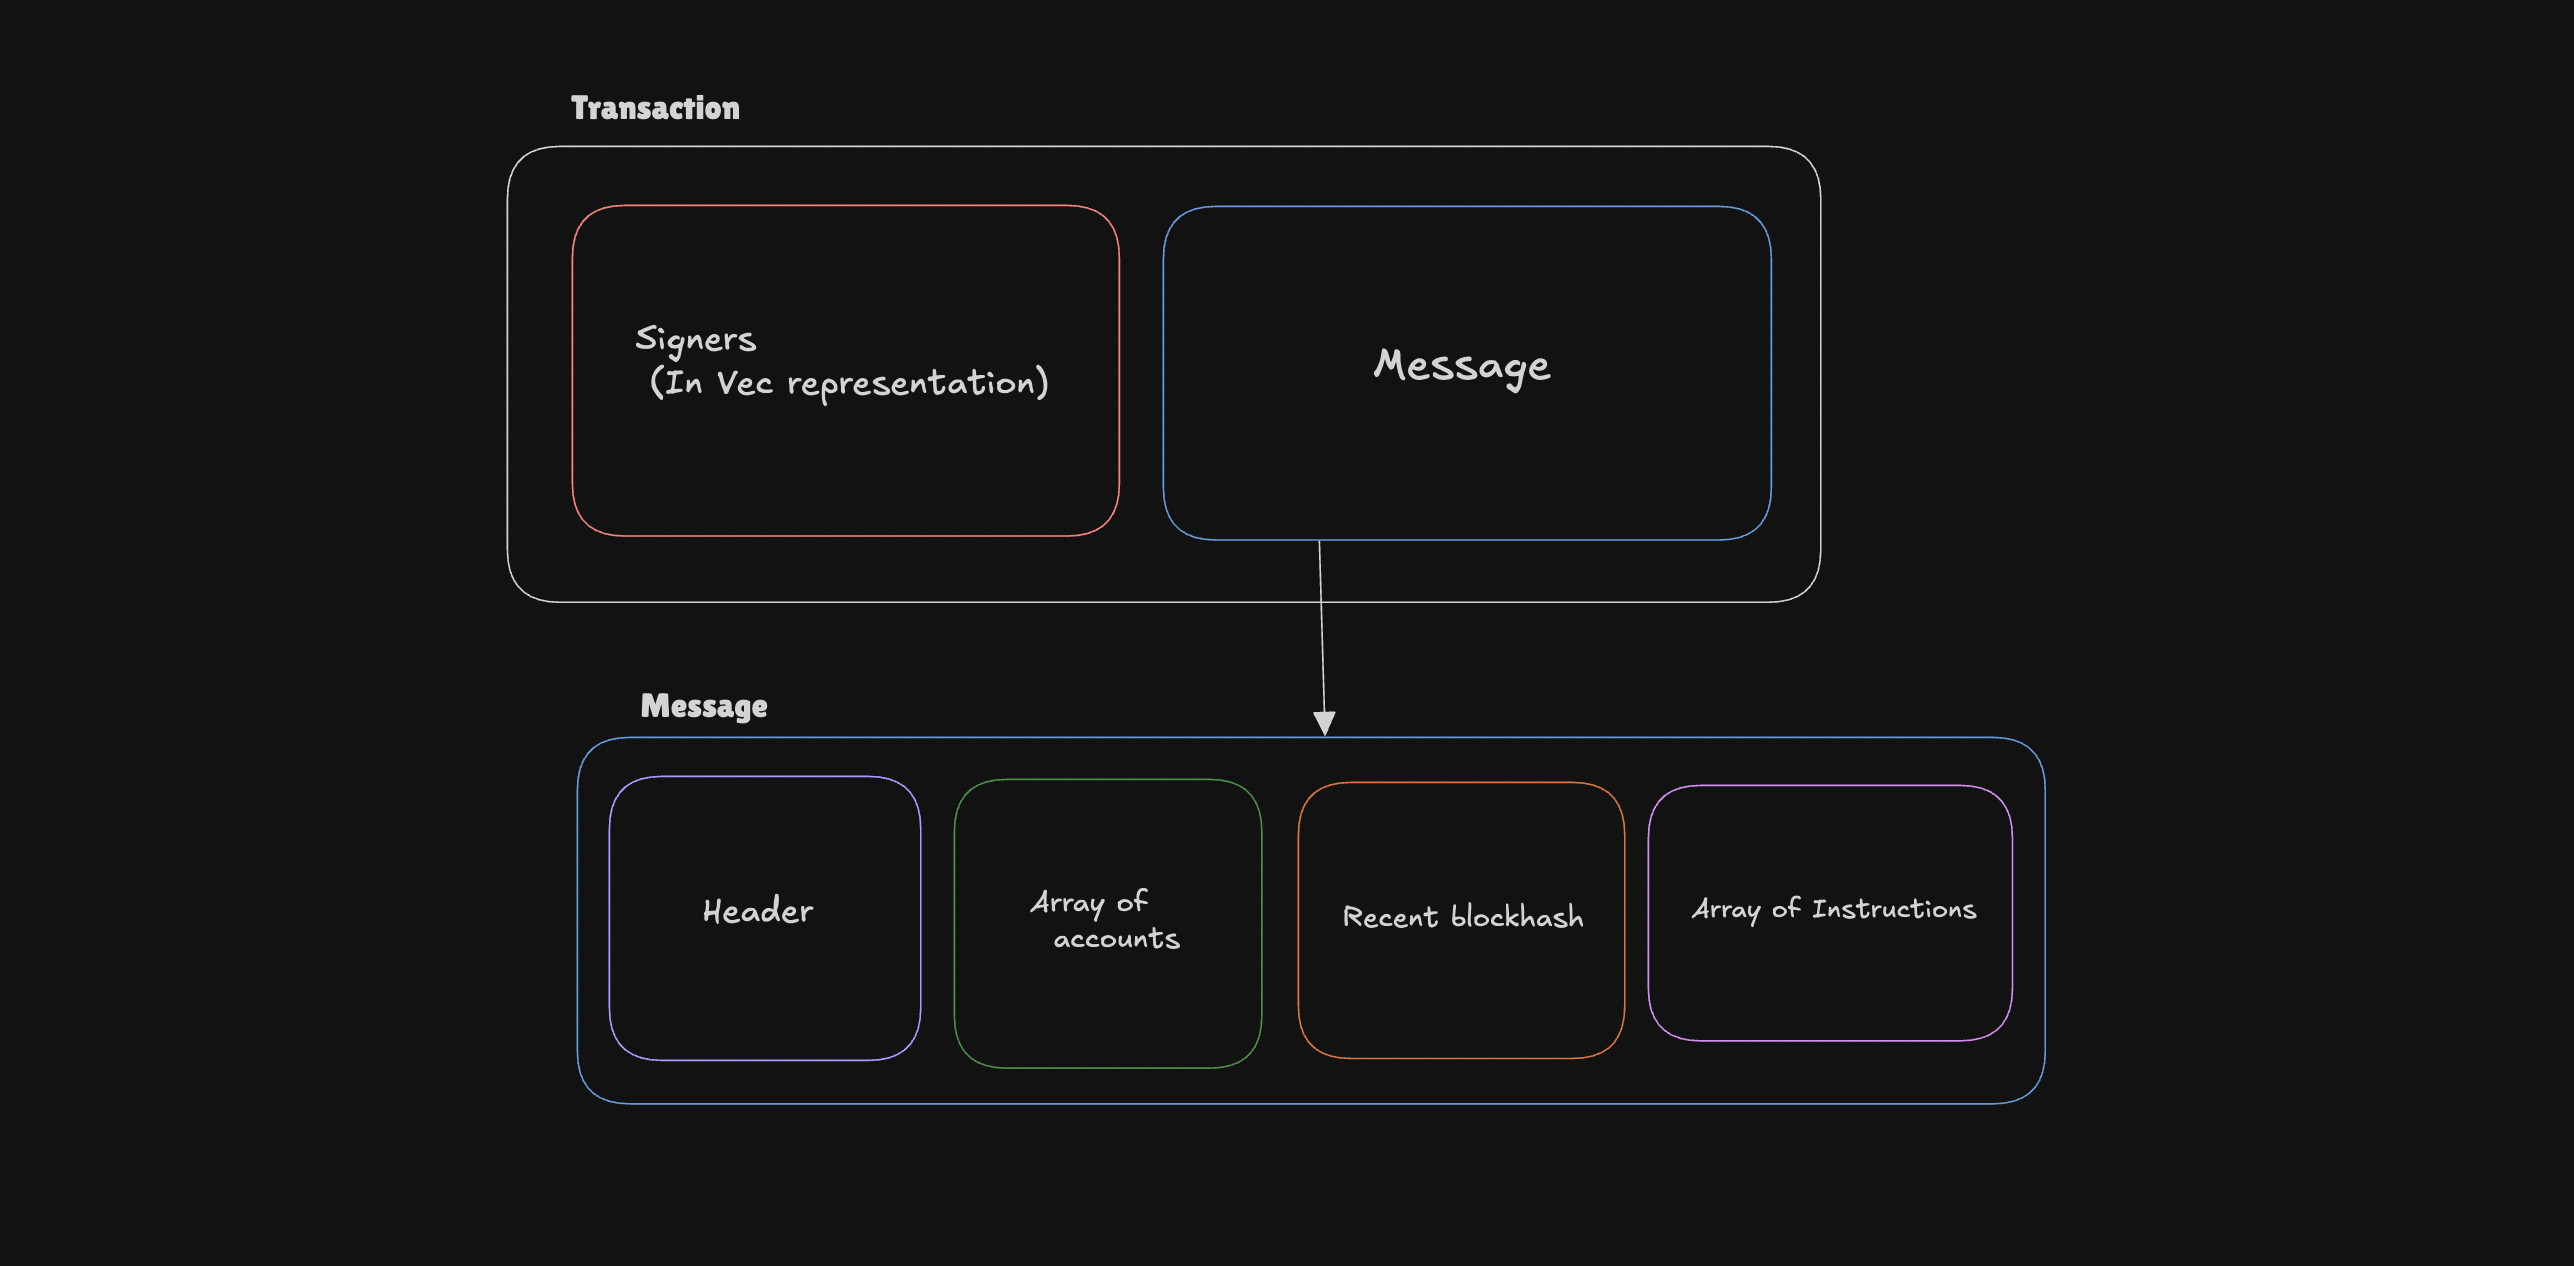 Transaction
Signers
(In Vec representation)
Message
Message
Header
Array of
accounts
Recent blockhash
Array of Instructions